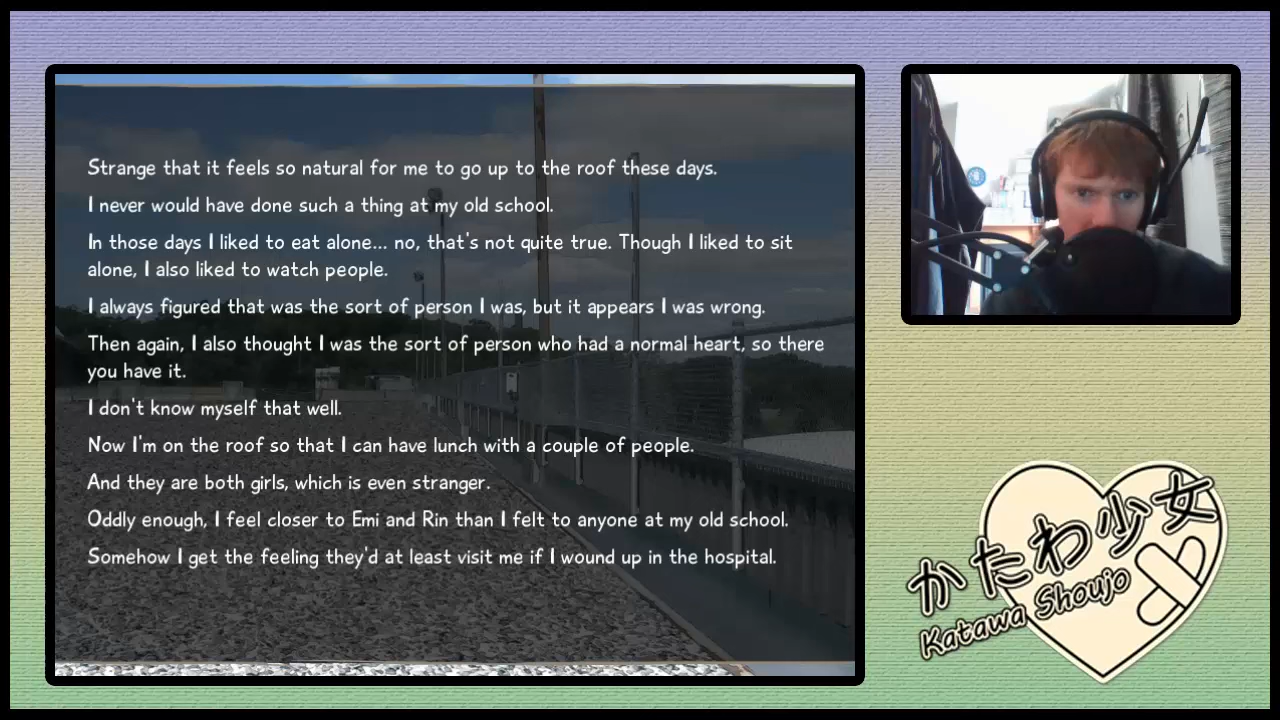 Strange that it feels so natural for me to go up to the roof these days.
I never would have done such a thing at my old school.
In those days I liked to eat alone... no, that's not quite true. Though I liked to sit
alone, I also liked to watch people.
I always figured that was the sort of person I was, but it appears I was wrong.
Then again, I also thought I was the sort of person who had a normal heart, so there
you have it.
I don't know myself that well.
Now I'm on the roof so that I can have lunch with a couple of people.
And they are both girls, which is even stranger.
Oddly enough, I feel closer to Emi and Rin than I felt to anyone at my old school.
Somehow I get the feeling they'd at least visit me if I wound up in the hospital.
かたわ少女
Katawa Shoujo